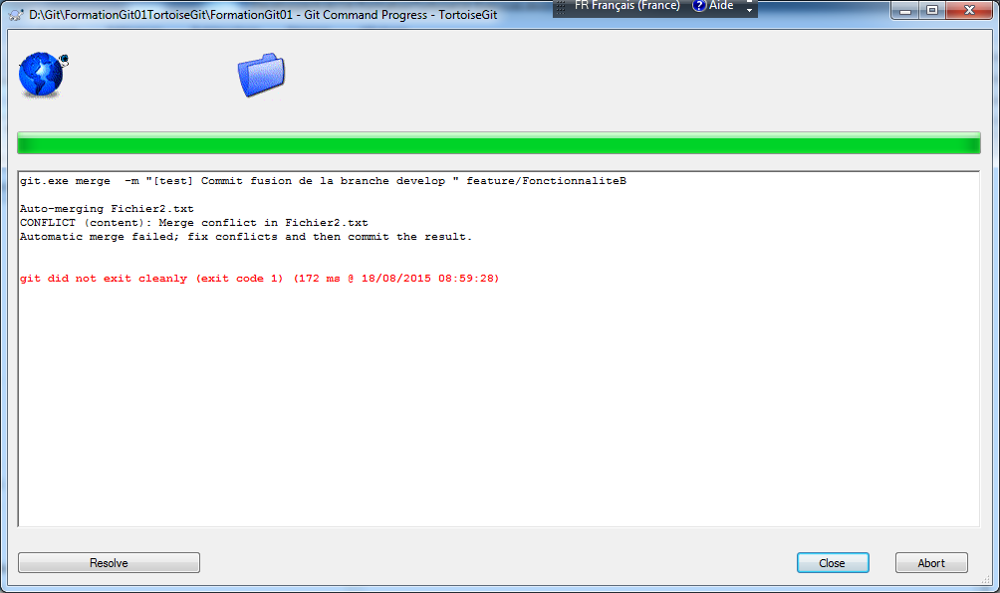 D:\Git\FormationGit01TortoiseGit\FormationGit01 - Git Command Progress - TortoiseGit
FR Français (France) ? Aide
git.exe merge -m "[test] Commit fusion de la branche develop " feature/FonctionnaliteB
Auto-merging Fichier2.txt
CONFLICT (content): Merge conflict in Fichier2.txt
Automatic merge failed; fix conflicts and then commit the result.
git did not exit cleanly (exit code 1) (172 ms @ 18/08/2015 08:59:28)
Resolve
Close
Abort